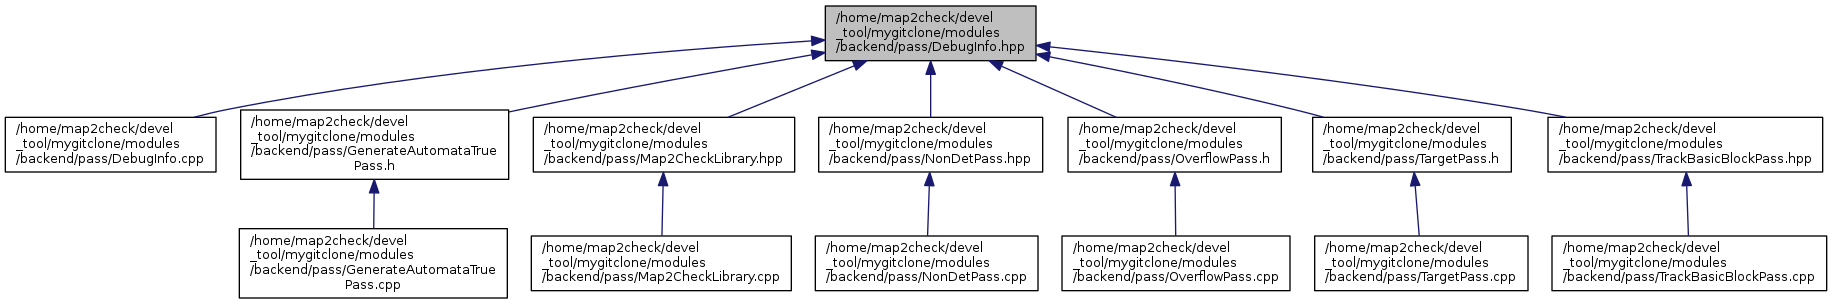 /home/map2check/devel
_tool/mygitclone/modules
/backend/pass/DebugInfo.hpp
/home/map2check/devel
_tool/mygitclone/modules
/backend/pass/DebugInfo.cpp
/home/map2check/devel
_tool/mygitclone/modules
/backend/pass/GenerateAutomataTrue
Pass.h
/home/map2check/devel
_tool/mygitclone/modules
/backend/pass/Map2CheckLibrary.hpp
/home/map2check/devel
_tool/mygitclone/modules
/backend/pass/NonDetPass.hpp
/home/map2check/devel
_tool/mygitclone/modules
/backend/pass/OverflowPass.h
/home/map2check/devel
_tool/mygitclone/modules
/backend/pass/TargetPass.h
/home/map2check/devel
_tool/mygitclone/modules
/backend/pass/TrackBasicBlockPass.hpp
/home/map2check/devel
_tool/mygitclone/modules
/backend/pass/GenerateAutomataTrue
Pass.cpp
/home/map2check/devel
_tool/mygitclone/modules
/backend/pass/Map2CheckLibrary.cpp
/home/map2check/devel
_tool/mygitclone/modules
/backend/pass/NonDetPass.cpp
/home/map2check/devel
_tool/mygitclone/modules
/backend/pass/OverflowPass.cpp
/home/map2check/devel
_tool/mygitclone/modules
/backend/pass/TargetPass.cpp
/home/map2check/devel
_tool/mygitclone/modules
/backend/pass/TrackBasicBlockPass.cpp